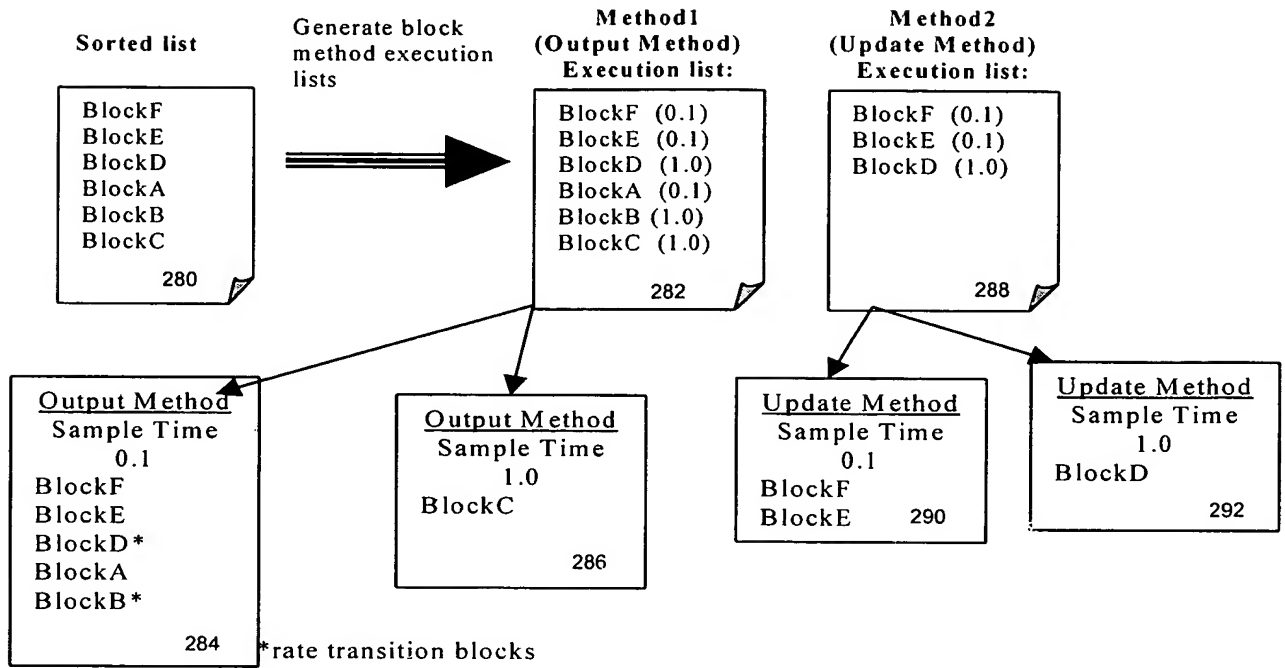 Sorted list
BlockF
BlockE
BlockD
BlockA
BlockB
BlockC
280
Generate block
method execution
lists
Method1
(Output Method)
Execution list:
BlockF (0.1)
BlockE (0.1)
BlockD (1.0)
BlockA (0.1)
BlockB (1.0)
BlockC (1.0)
282
Method2
(Update Method)
Execution list:
BlockF (0.1)
BlockE (0.1)
BlockD (1.0)
288
Output Method
Sample Time
0.1
BlockF
BlockE
BlockD*
BlockA
BlockB*
284
*rate transition blocks
Output Method
Sample Time
1.0
BlockC
286
Update Method
Sample Time
0.1
BlockF
BlockE 290
Update Method
Sample Time
1.0
BlockD
292